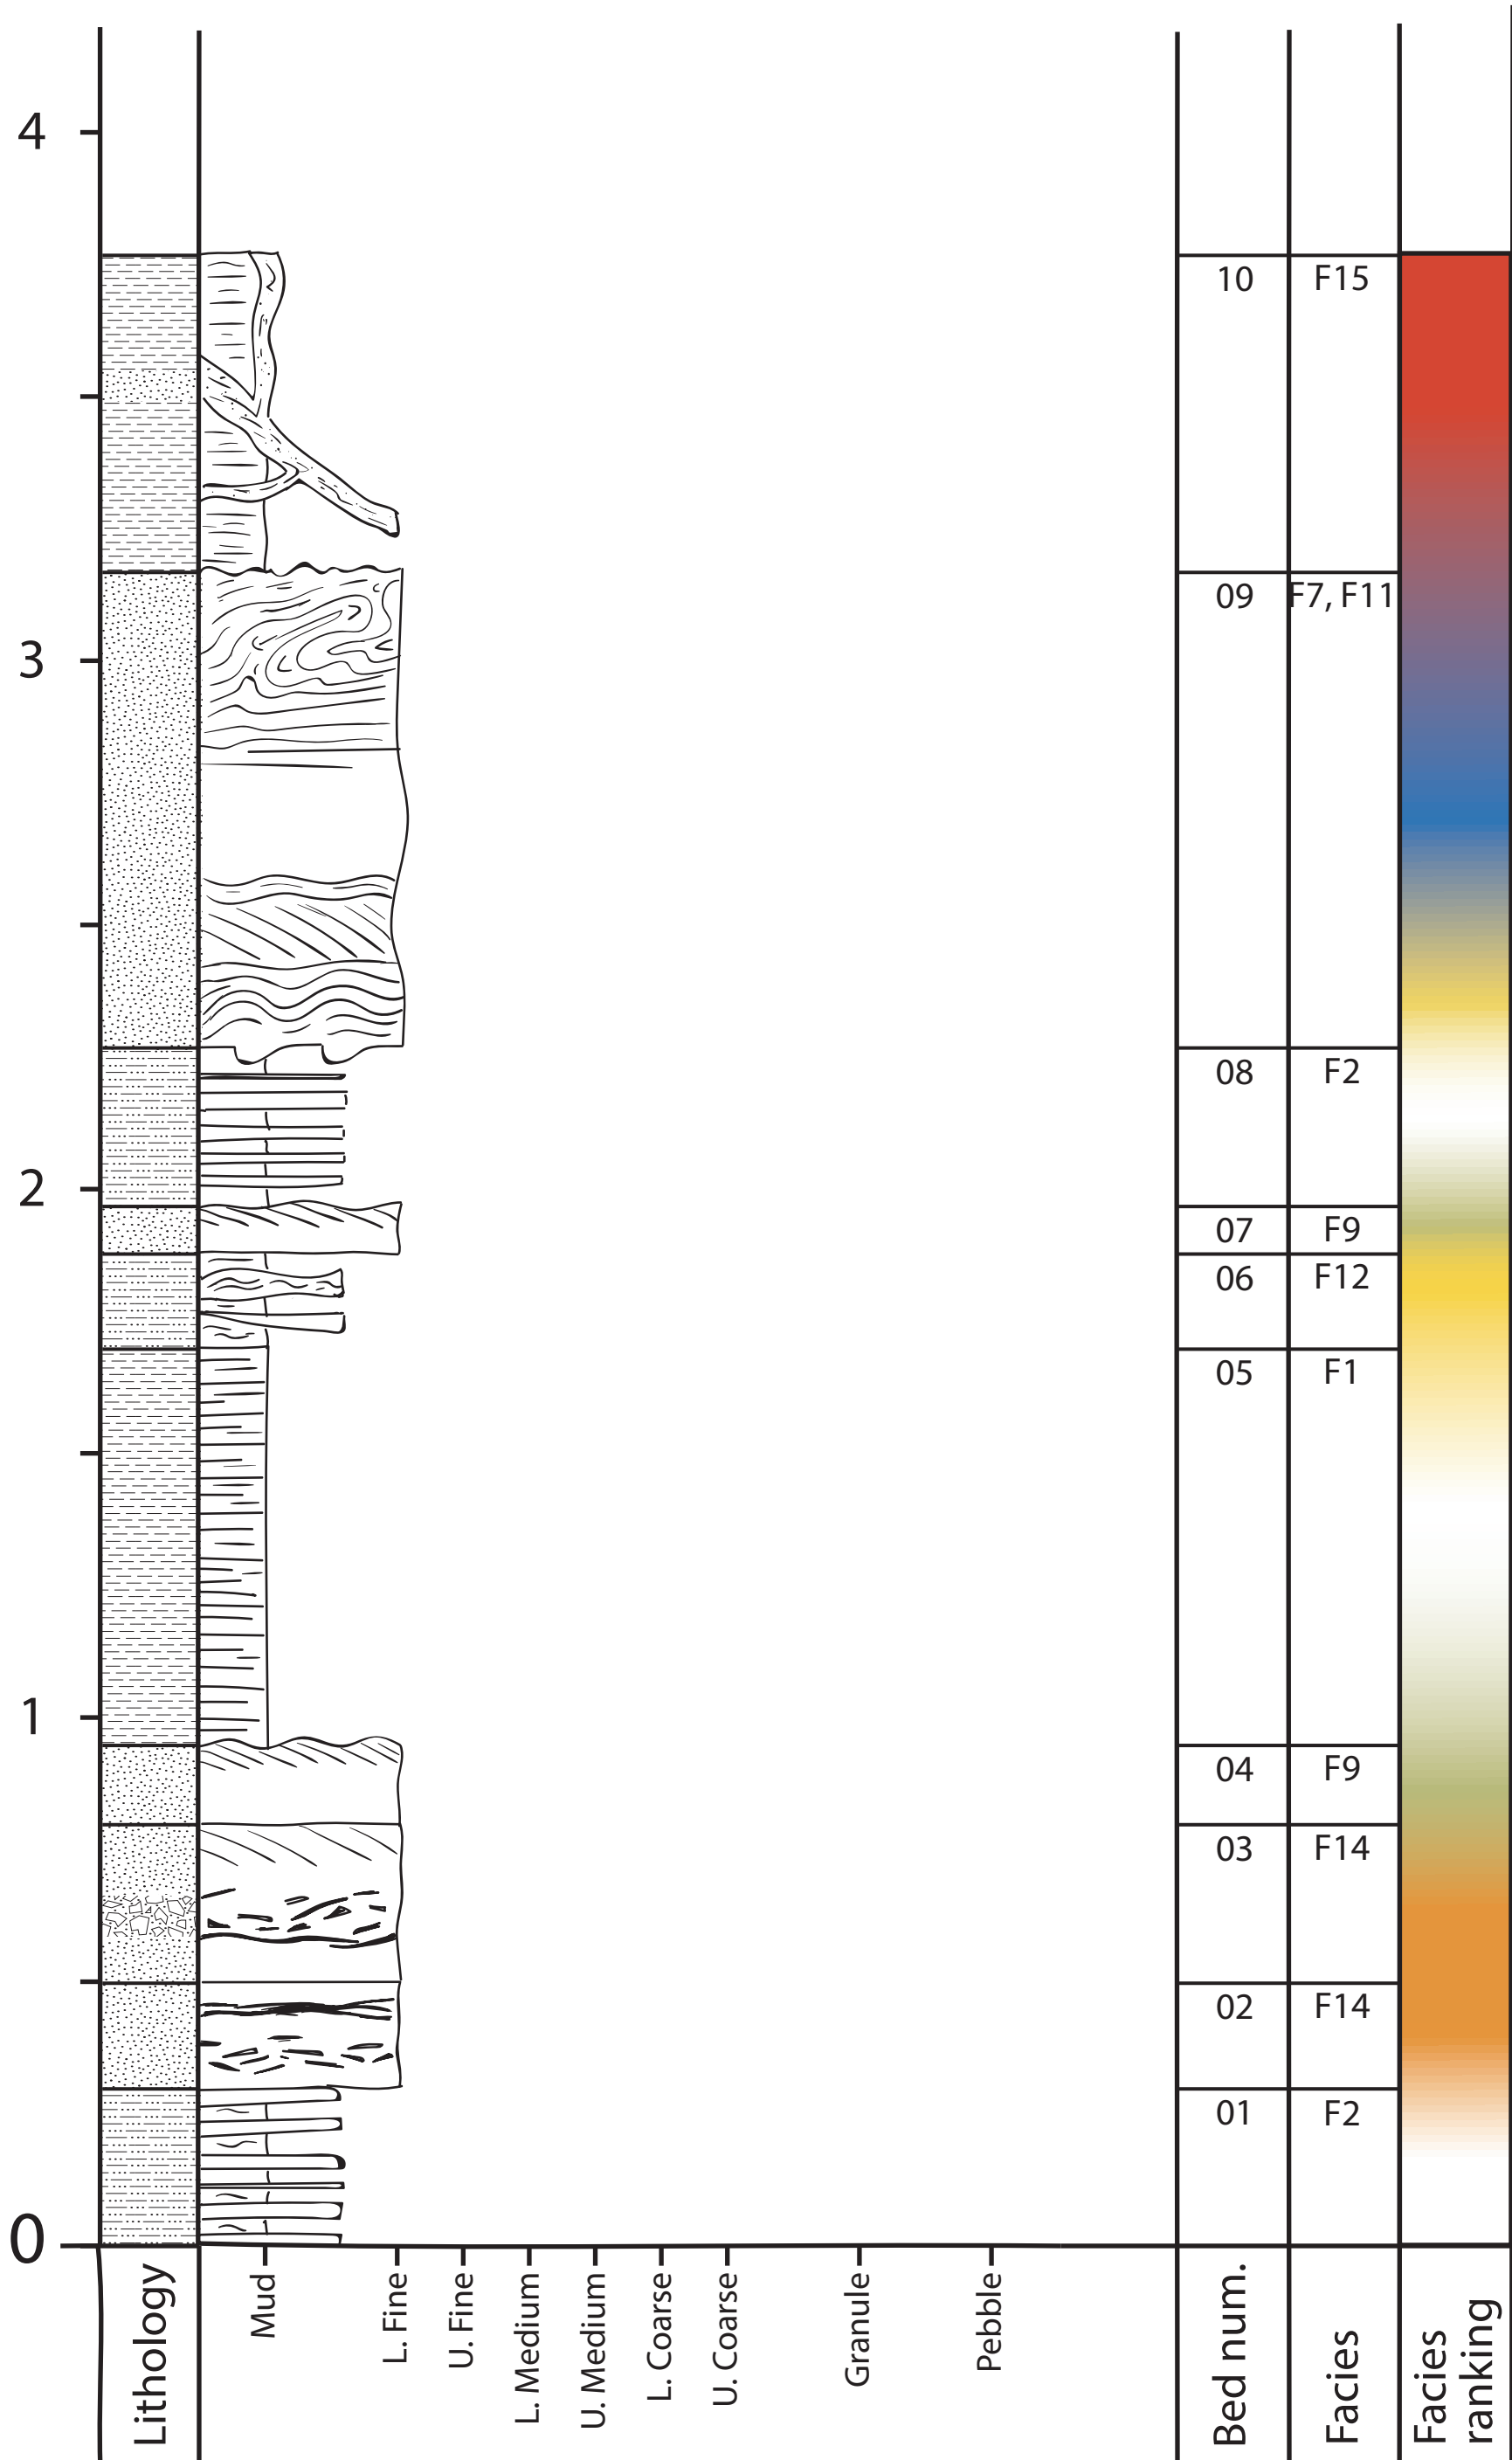 4
10 F15
09 F7, F11
3
08 F2
2
07 F9
06 F12
05 F1
1
04 F9
03 F14
02 F14
01 F2
0
Lithology
Mud
L. Fine
U. Fine
L. Medium
U. Medium
L. Coarse
U. Coarse
Granule
Pebble
Bed num.
Facies
Facies
ranking